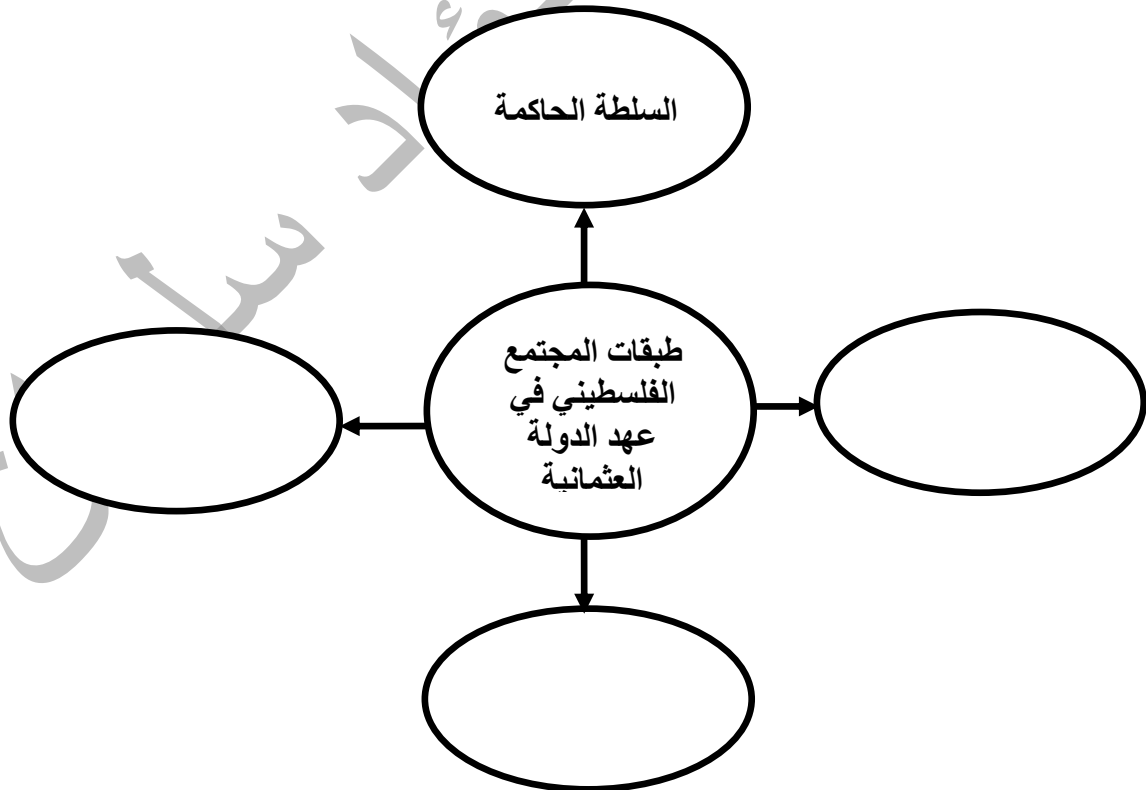 السلطة الحاكمة
طبقات المجتمع
الفلسطيني في
عهد الدولة
العثمانية